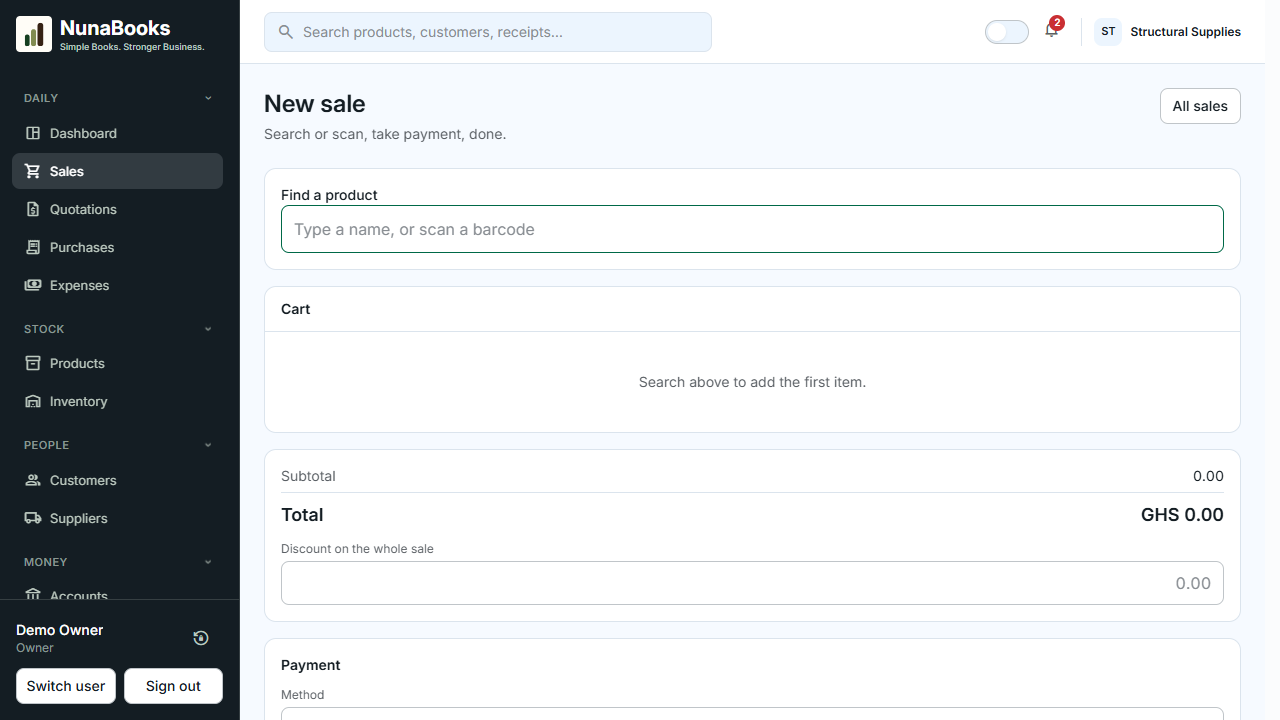 NunaBooks
Simple Books. Stronger Business.
DAILY
Dashboard
Sales
Quotations
Purchases
Expenses
STOCK
Products
Inventory
PEOPLE
Customers
Suppliers
MONEY
Accounts
Demo Owner
Owner
Switch user
Sign out
Search products, customers, receipts...
2
ST
Structural Supplies
New sale
All sales
Search or scan, take payment, done.
Find a product
Type a name, or scan a barcode
Cart
Search above to add the first item.
Subtotal
0.00
Total
GHS 0.00
Discount on the whole sale
0.00
Payment
Method